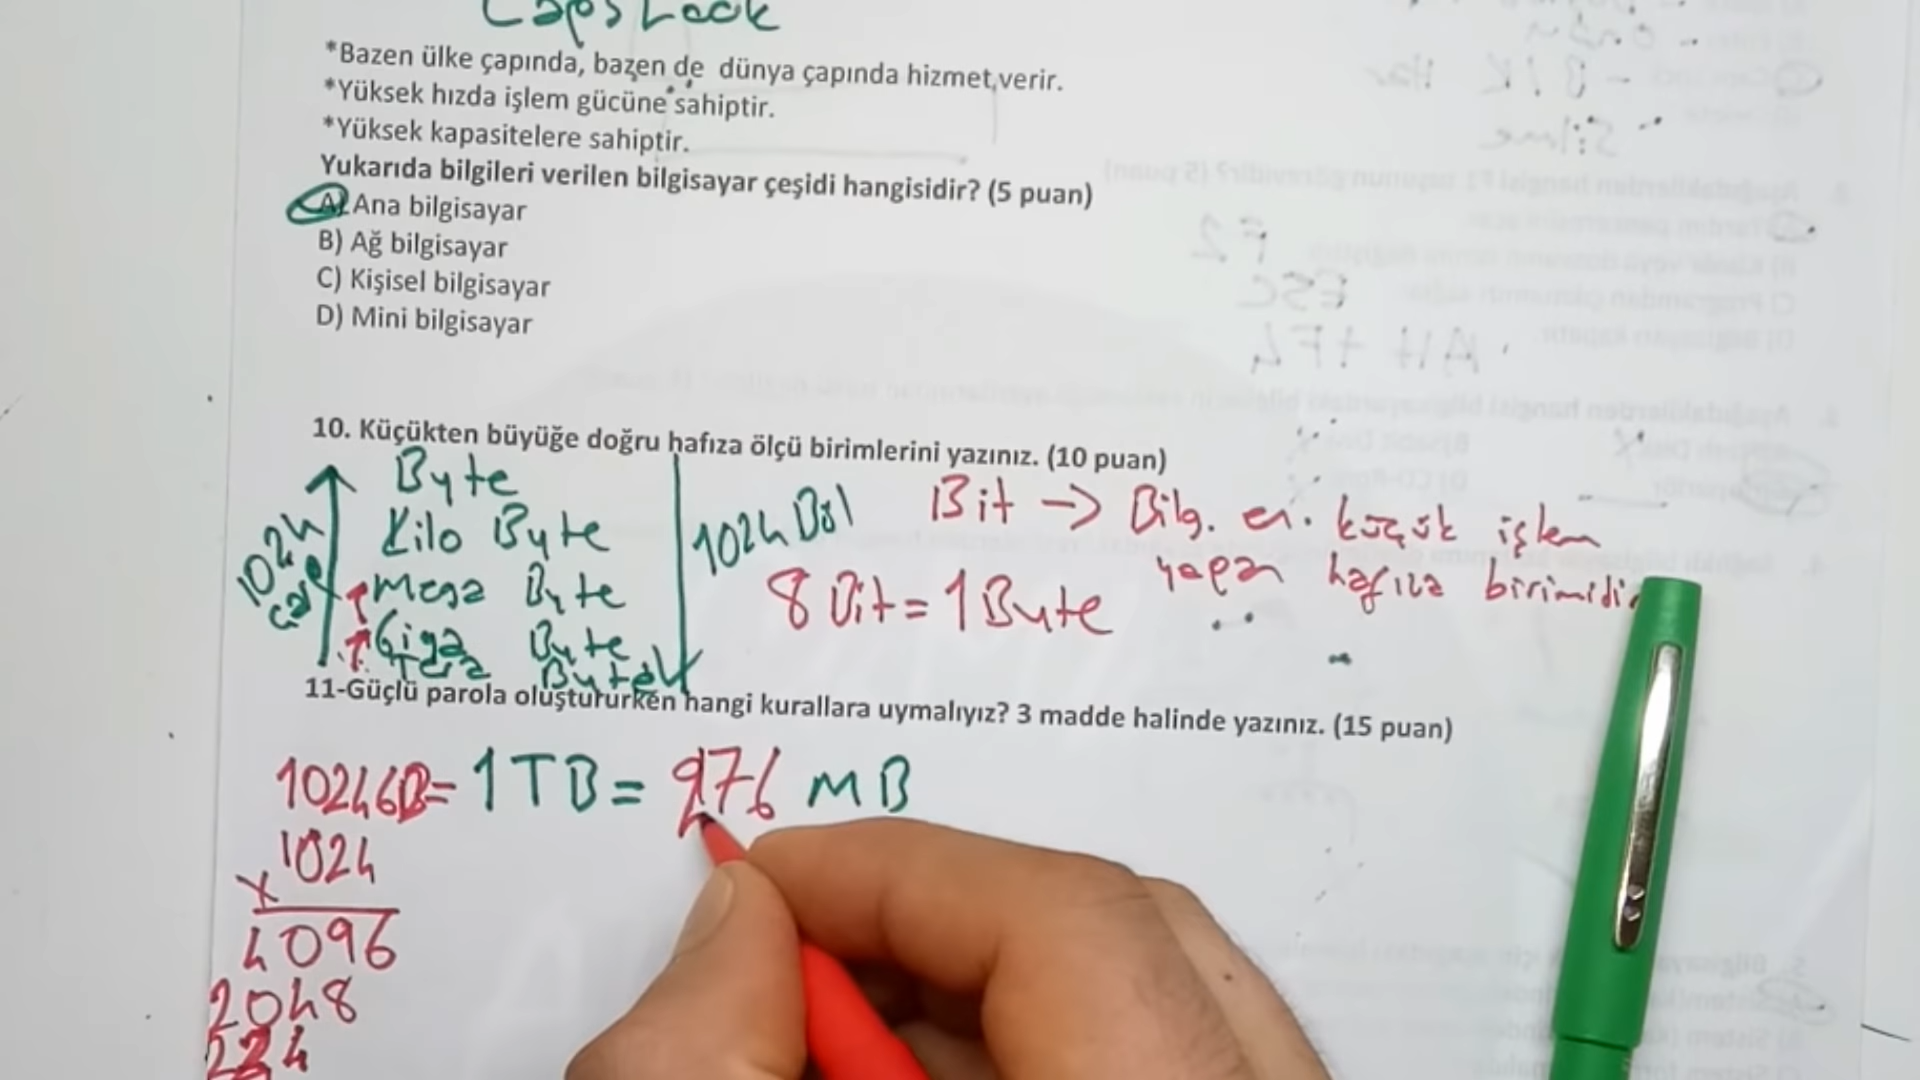 Caps Lock
*Bazen ülke çapında, bazen de dünya çapında hizmet verir.
*Yüksek hızda işlem gücüne sahiptir.
*Yüksek kapasitelere sahiptir.
Yukarıda bilgileri verilen bilgisayar çeşidi hangisidir? (5 puan)
A) Ana bilgisayar
B) Ağ bilgisayar
C) Kişisel bilgisayar
D) Mini bilgisayar
10. Küçükten büyüğe doğru hafıza ölçü birimlerini yazınız. (10 puan)
Byte
Kilo Byte
Mega Byte
Giga Byte
Tera Byte
1024
1024 Böl
Bit → Bilg. en. küçük işlem
yapan hafıza birimidir
8 Bit = 1 Byte
11-Güçlü parola oluştururken hangi kurallara uymalıyız? 3 madde halinde yazınız. (15 puan)
1024GB = 1TB = 976 MB
1024
x
4096
2048